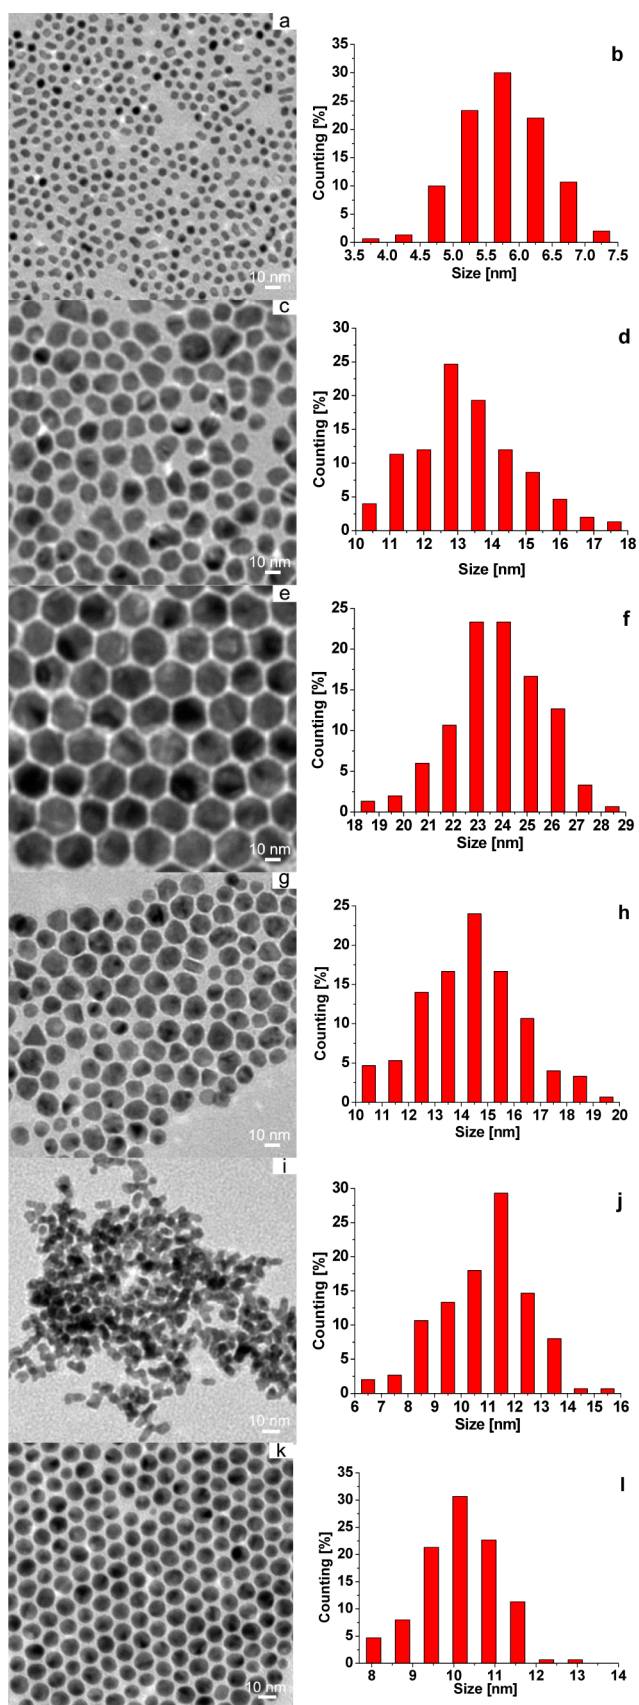 a
10 nm
b
Counting [%]
35
30
25
20
15
10
5
0
3.5 4.0 4.5 5.0 5.5 6.0 6.5 7.0 7.5
Size [nm]
c
10 nm
d
Counting [%]
30
25
20
15
10
5
0
10 11 12 13 14 15 16 17 18
Size [nm]
e
10 nm
f
Counting [%]
25
20
15
10
5
0
18 19 20 21 22 23 24 25 26 27 28 29
Size [nm]
g
10 nm
h
Counting [%]
25
20
15
10
5
0
10 11 12 13 14 15 16 17 18 19 20
Size [nm]
i
10 nm
j
Counting [%]
30
25
20
15
10
5
0
6 7 8 9 10 11 12 13 14 15 16
Size [nm]
k
10 nm
l
Counting [%]
35
30
25
20
15
10
5
0
8 9 10 11 12 13 14
Size [nm]